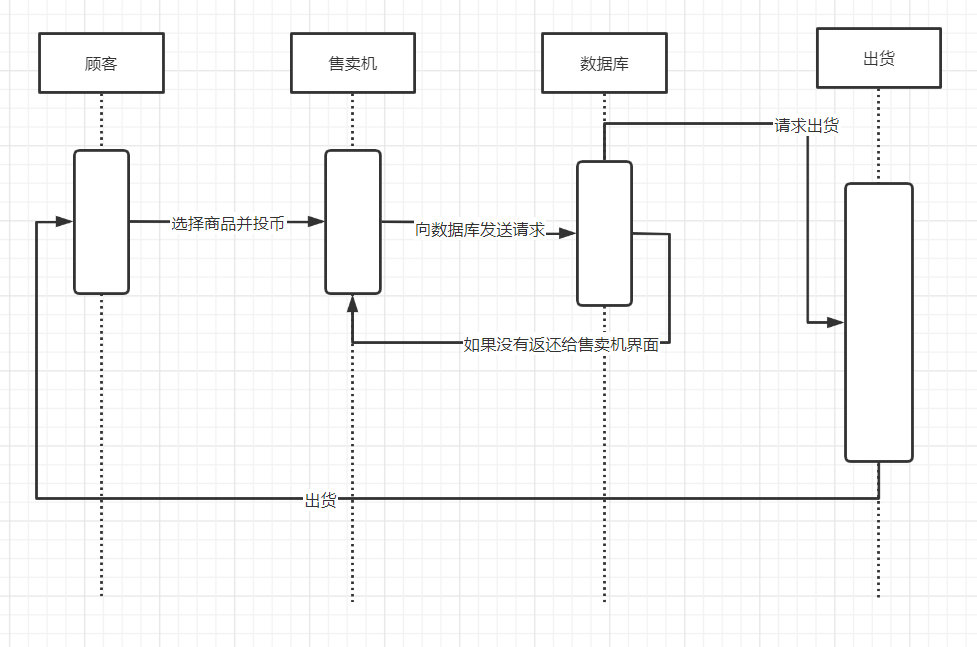 顾客
售卖机
数据库
出货
请求出货
选择商品并投币
向数据库发送请求
如果没有返还给售卖机界面
出货